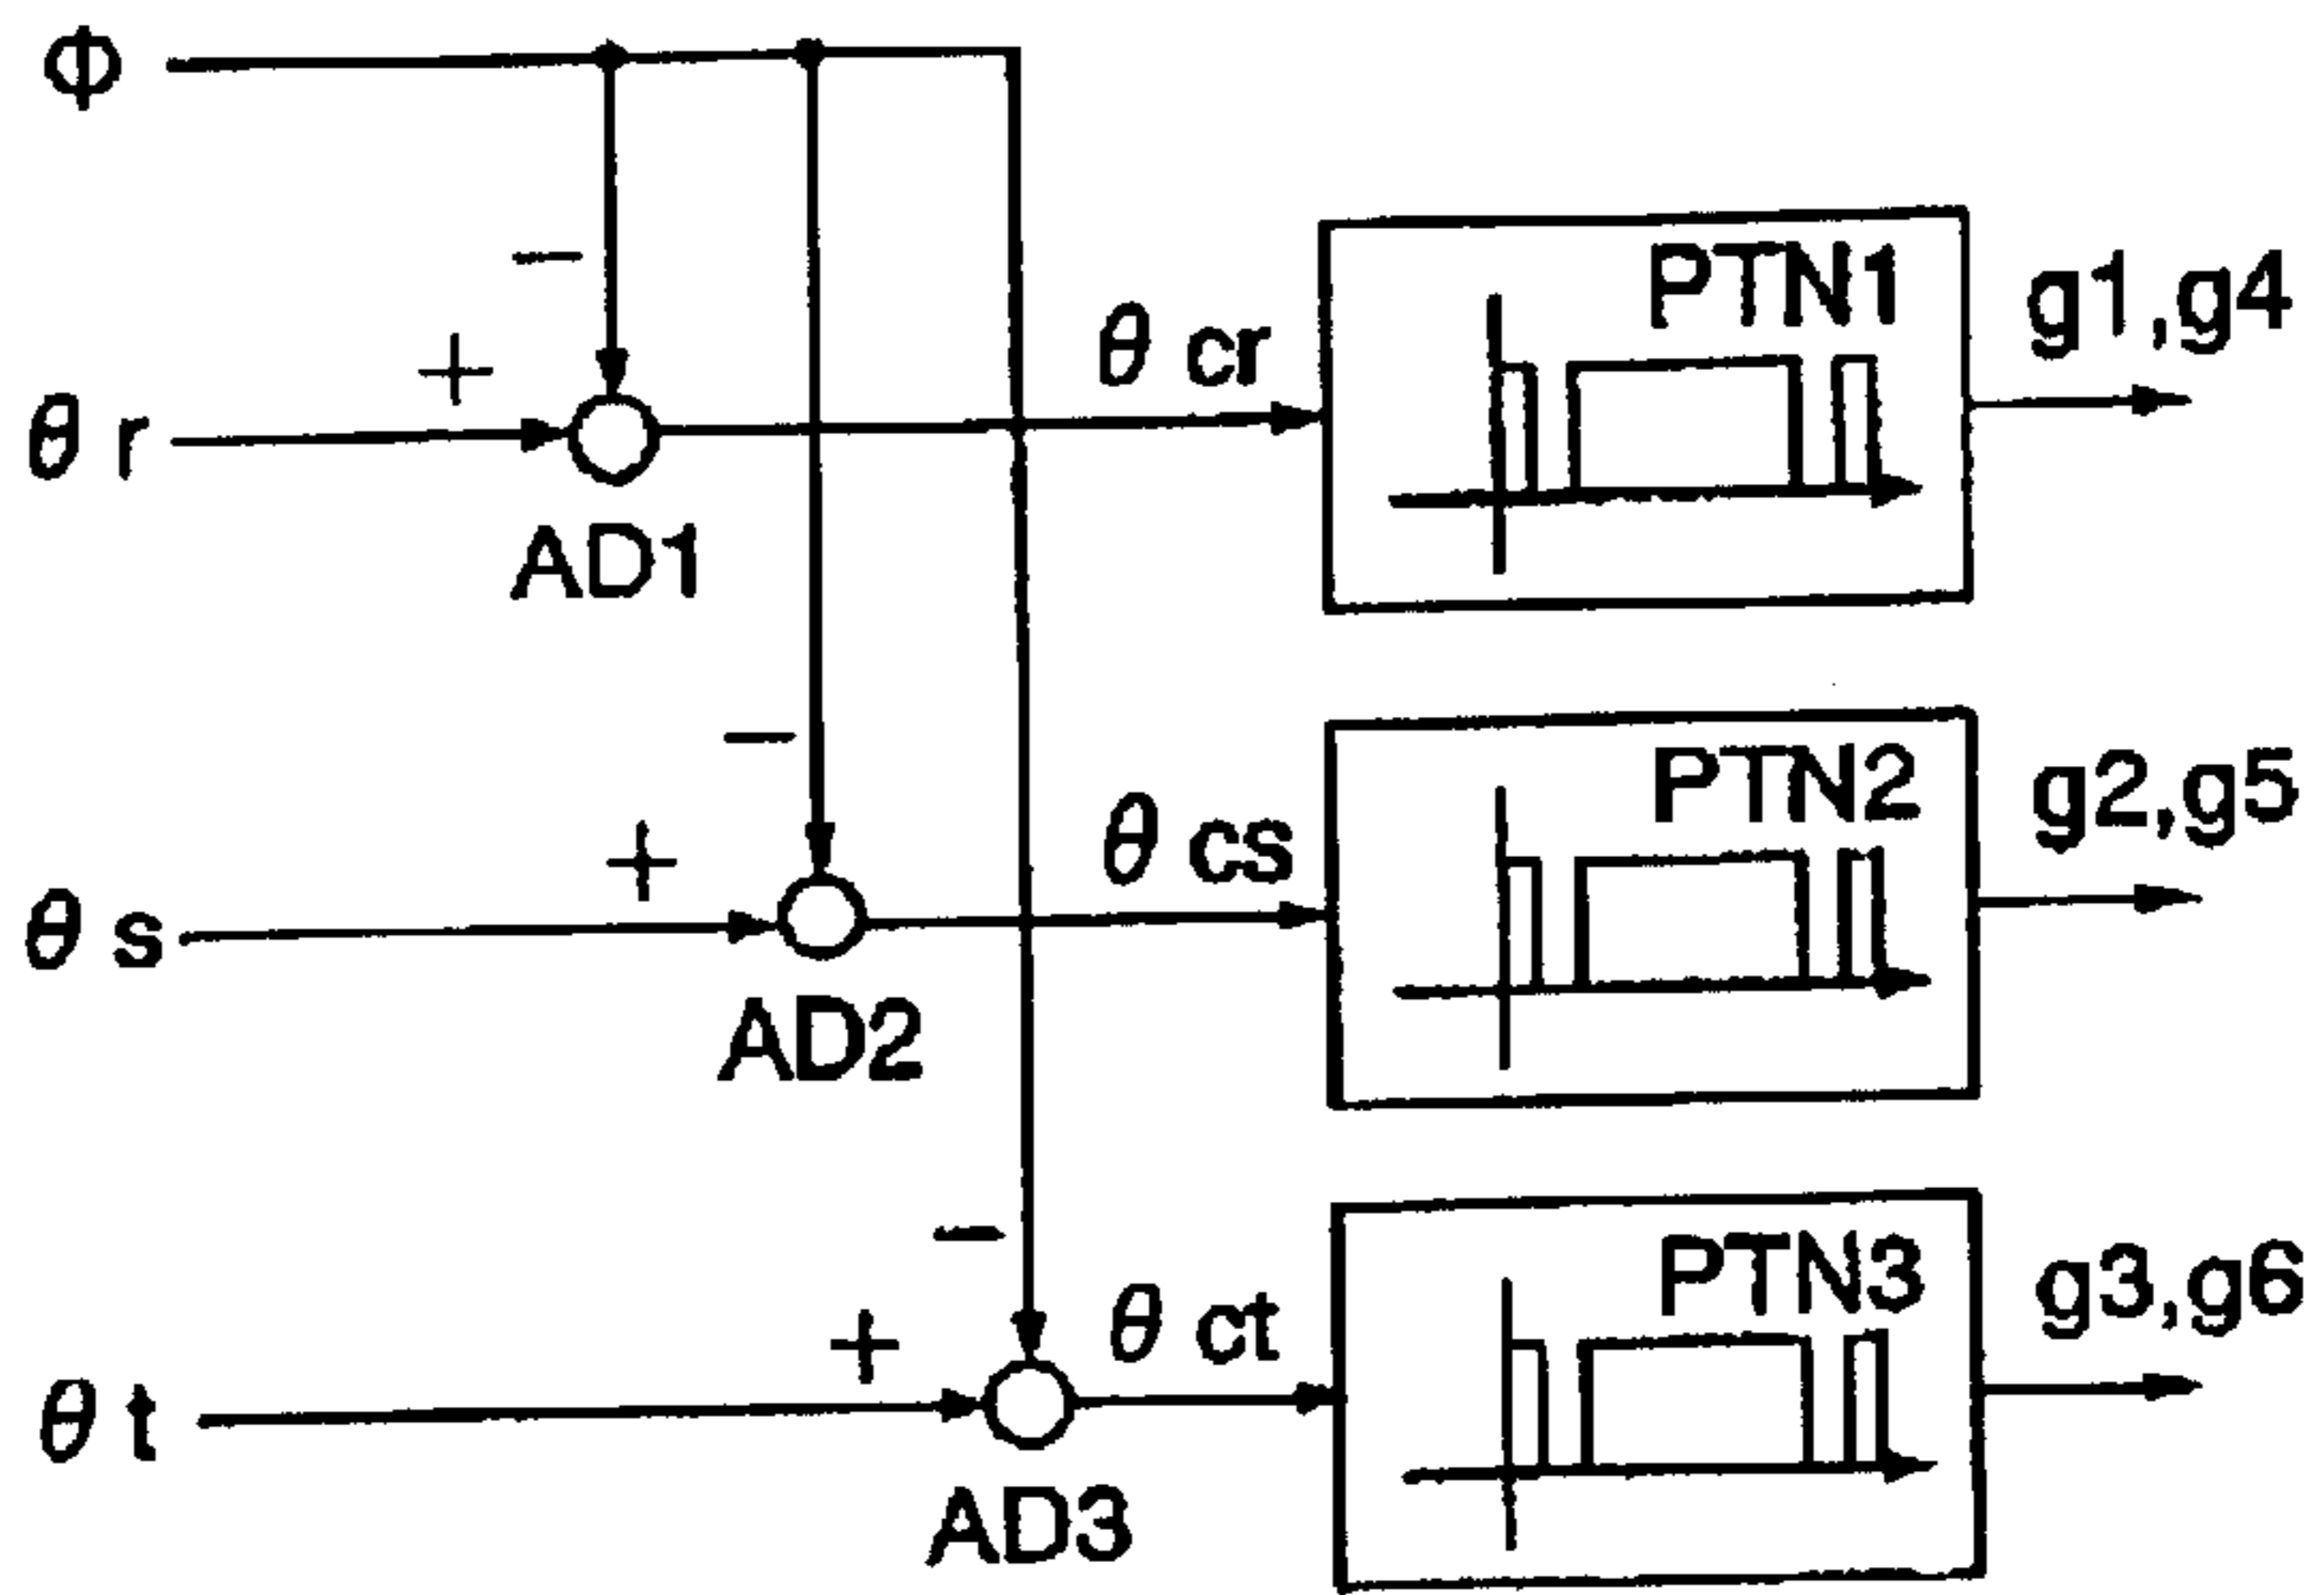 Φ
PTN1
g1,g4
−
θ cr
+
θ r
AD1
PTN2
g2,g5
−
θ cs
+
θ s
AD2
PTN3
g3,g6
−
θ ct
+
θ t
AD3